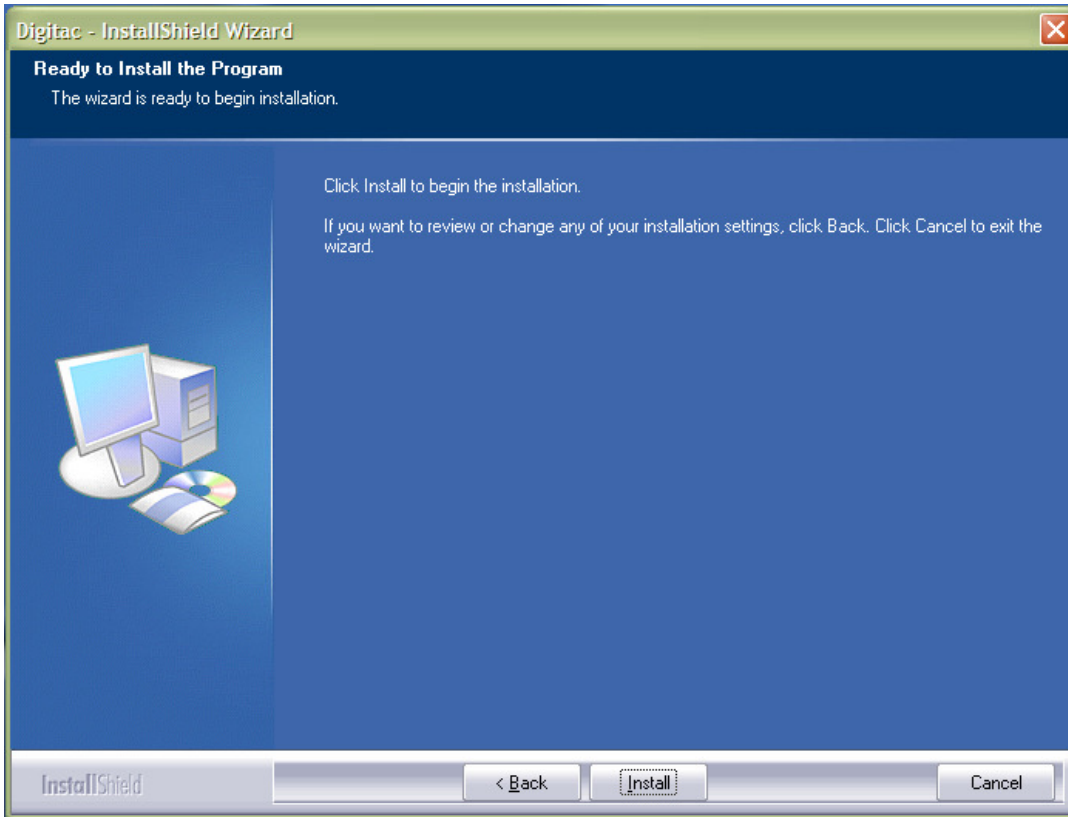 Digitac - InstallShield Wizard
Ready to Install the Program
The wizard is ready to begin installation.
Click Install to begin the installation.
If you want to review or change any of your installation settings, click Back. Click Cancel to exit the
wizard.
InstallShield
< Back
Install
Cancel